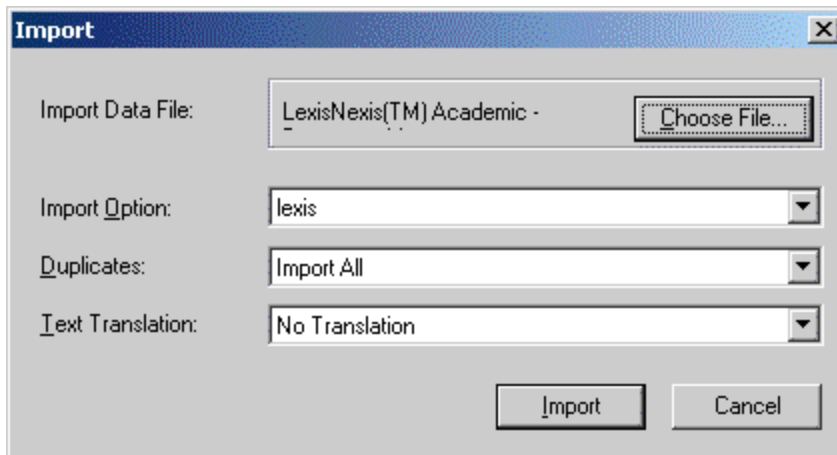 Import
Import Data File:
LexisNexis(TM) Academic -
Choose File...
Import Option:
lexis
Duplicates:
Import All
Text Translation:
No Translation
Import
Cancel